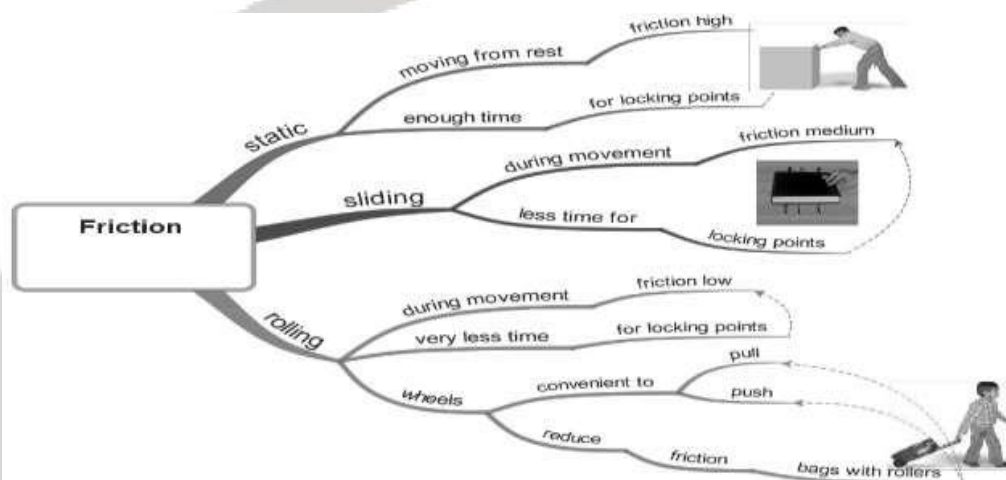 Friction
static
moving from rest
friction high
enough time
for locking points
sliding
during movement
friction medium
less time for
locking points
rolling
during movement
friction low
very less time
for locking points
wheels
convenient to
pull
push
reduce
friction
bags with rollers